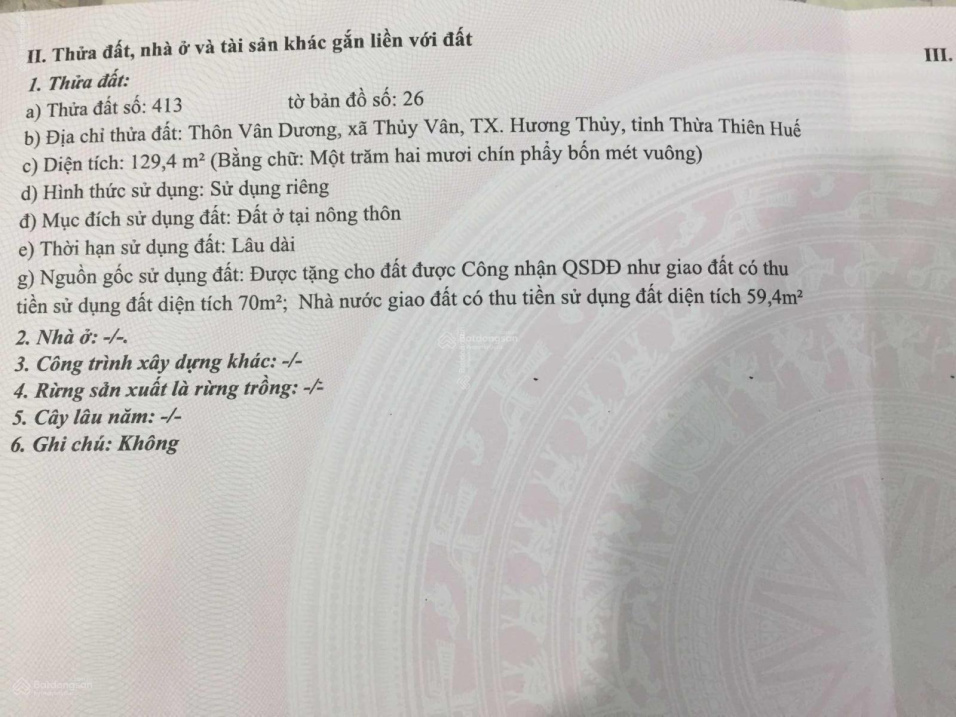 II. Thửa đất, nhà ở và tài sản khác gắn liền với đất
III.
1. Thửa đất:
a) Thửa đất số: 413 tờ bản đồ số: 26
b) Địa chỉ thửa đất: Thôn Vân Dương, xã Thủy Vân, TX. Hương Thủy, tỉnh Thừa Thiên Huế
c) Diện tích: 129,4 m² (Bằng chữ: Một trăm hai mươi chín phẩy bốn mét vuông)
d) Hình thức sử dụng: Sử dụng riêng
đ) Mục đích sử dụng đất: Đất ở tại nông thôn
e) Thời hạn sử dụng đất: Lâu dài
g) Nguồn gốc sử dụng đất: Được tặng cho đất được Công nhận QSDĐ như giao đất có thu
tiền sử dụng đất diện tích 70m²; Nhà nước giao đất có thu tiền sử dụng đất diện tích 59,4m²
2. Nhà ở: -/-.
3. Công trình xây dựng khác: -/-
4. Rừng sản xuất là rừng trồng: -/-
5. Cây lâu năm: -/-
6. Ghi chú: Không
Batdongsan
Batdongsan